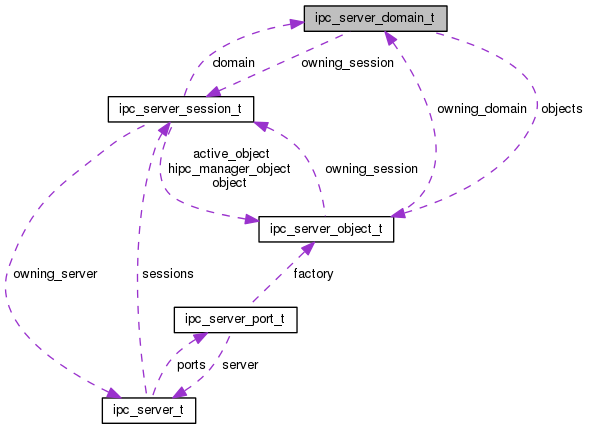 ipc_server_domain_t
domain
owning_session
ipc_server_session_t
owning_domain
objects
active_object
hipc_manager_object
object
owning_session
ipc_server_object_t
owning_server
sessions
factory
ipc_server_port_t
ports
server
ipc_server_t